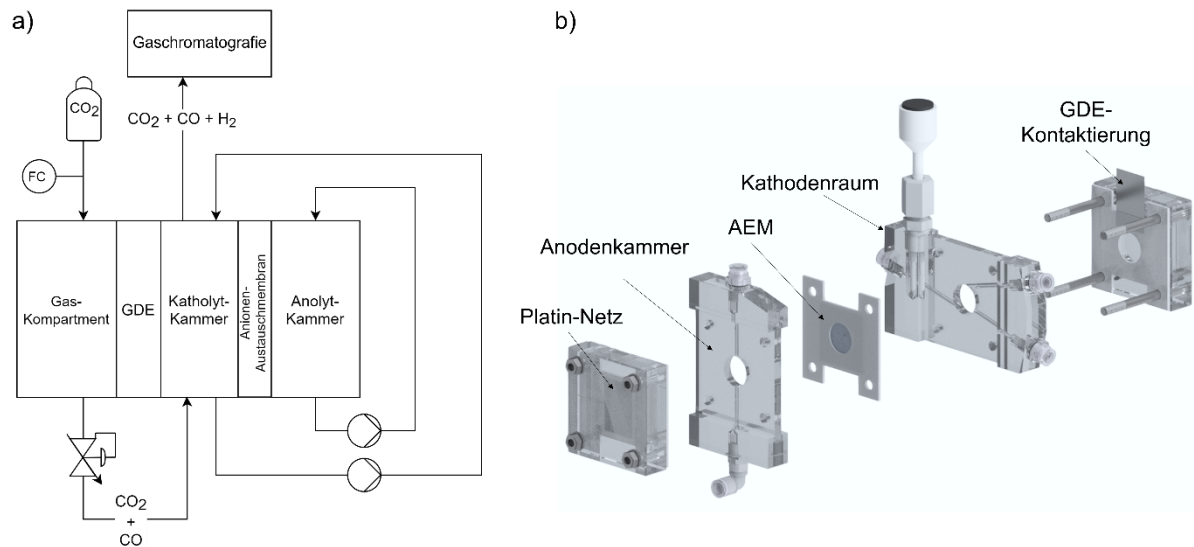 a)
Gaschromatografie
CO₂
CO₂ + CO + H₂
FC
Gas-
Kompartment
GDE
Katholyt-
Kammer
Anionen-
Austauschmembran
Anolyt-
Kammer
CO₂
+
CO
b)
GDE-
Kontaktierung
Kathodenraum
AEM
Anodenkammer
Platin-Netz